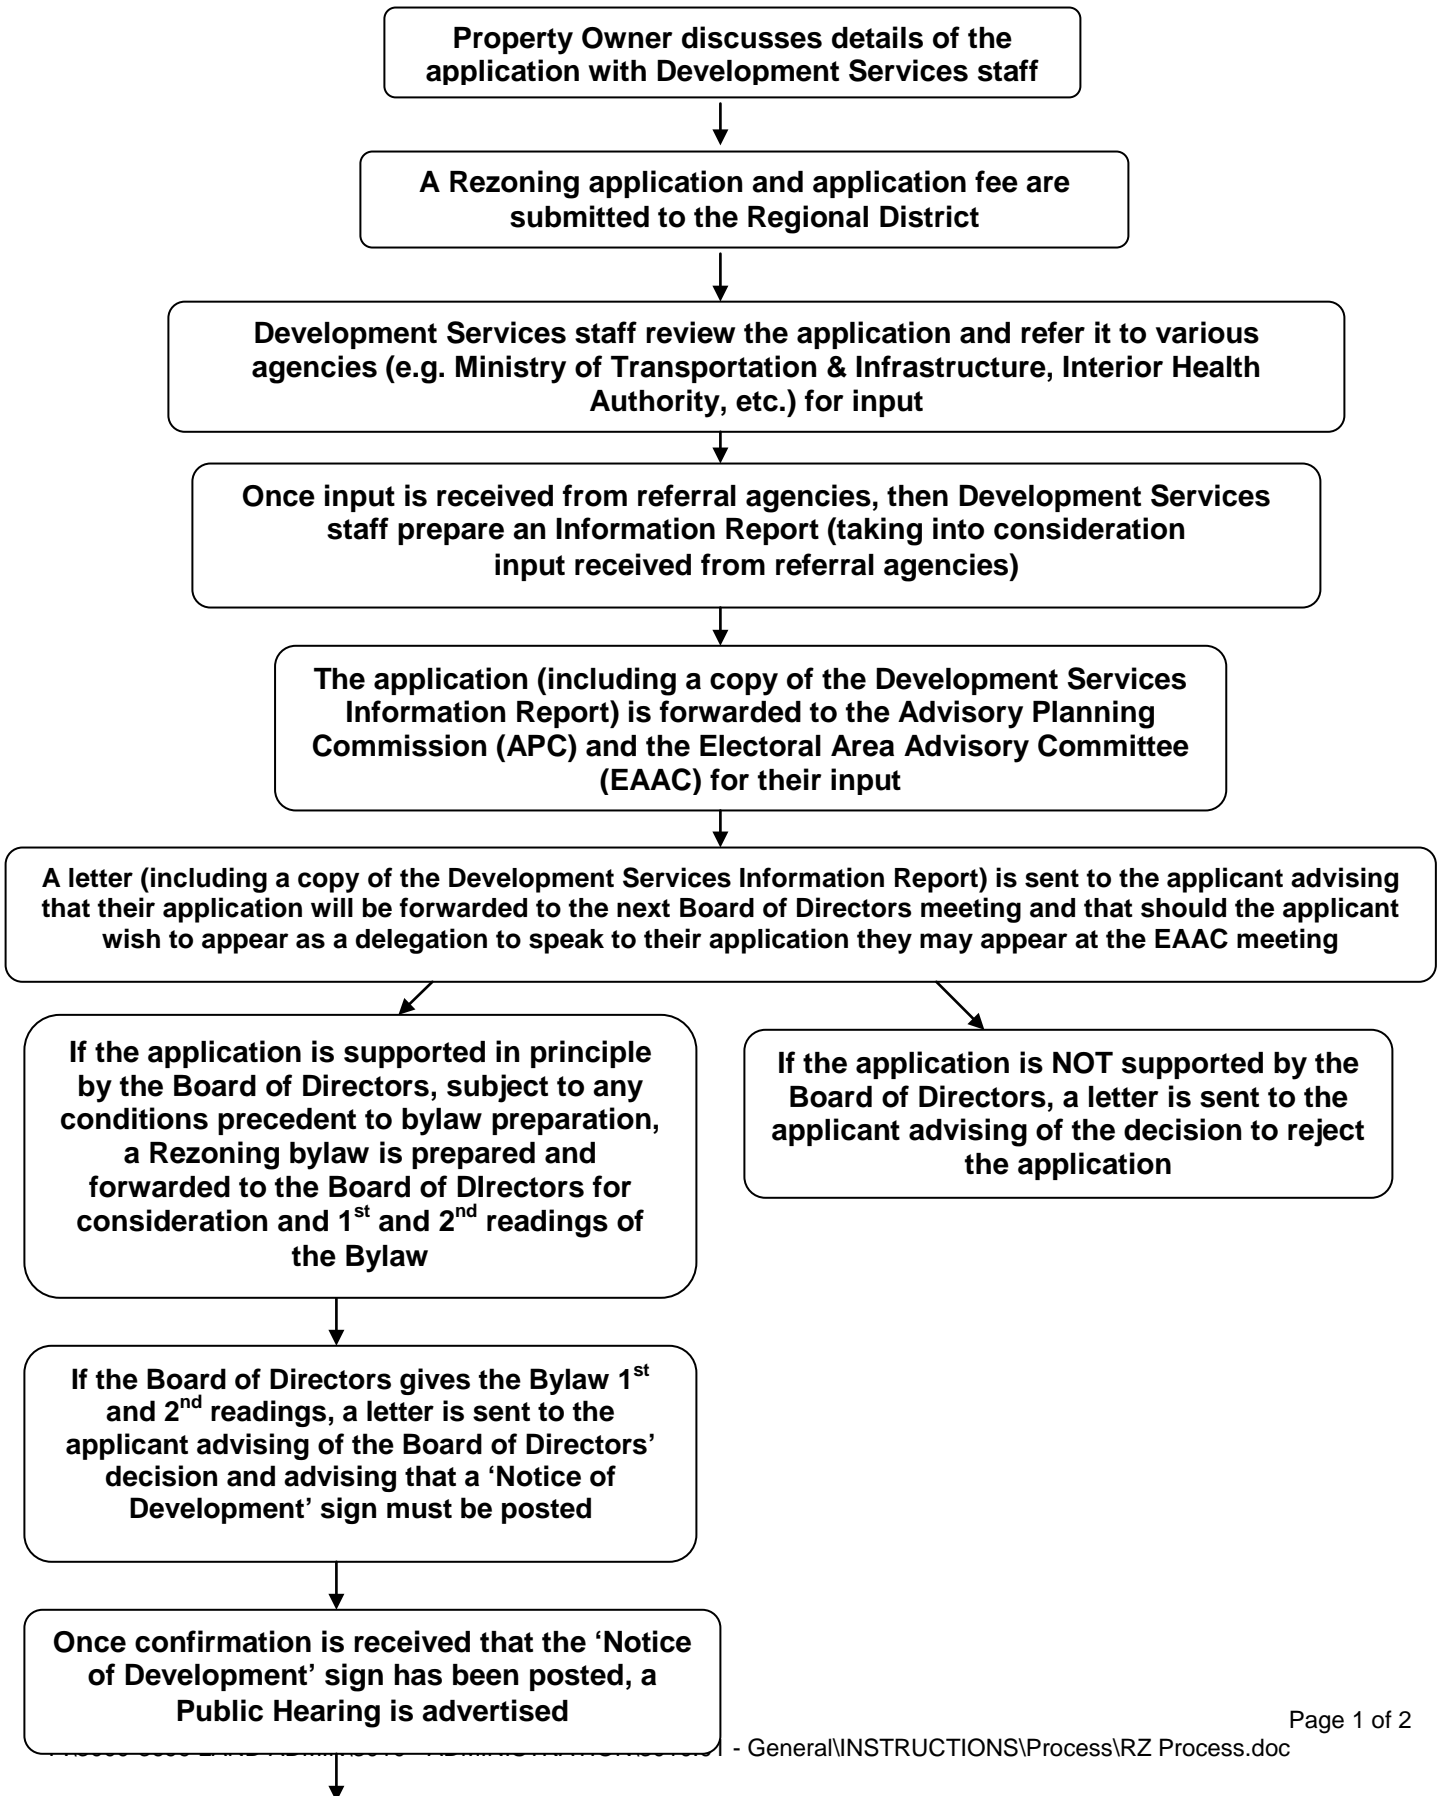 Property Owner discusses details of the
application with Development Services staff
A Rezoning application and application fee are
submitted to the Regional District
Development Services staff review the application and refer it to various
agencies (e.g. Ministry of Transportation & Infrastructure, Interior Health
Authority, etc.) for input
Once input is received from referral agencies, then Development Services
staff prepare an Information Report (taking into consideration
input received from referral agencies)
The application (including a copy of the Development Services
Information Report) is forwarded to the Advisory Planning
Commission (APC) and the Electoral Area Advisory Committee
(EAAC) for their input
A letter (including a copy of the Development Services Information Report) is sent to the applicant advising
that their application will be forwarded to the next Board of Directors meeting and that should the applicant
wish to appear as a delegation to speak to their application they may appear at the EAAC meeting
If the application is supported in principle
by the Board of Directors, subject to any
conditions precedent to bylaw preparation,
a Rezoning bylaw is prepared and
forwarded to the Board of DIrectors for
consideration and 1st and 2nd readings of
the Bylaw
If the application is NOT supported by the
Board of Directors, a letter is sent to the
applicant advising of the decision to reject
the application
If the Board of Directors gives the Bylaw 1st
and 2nd readings, a letter is sent to the
applicant advising of the Board of Directors’
decision and advising that a ‘Notice of
Development’ sign must be posted
Once confirmation is received that the ‘Notice
of Development’ sign has been posted, a
Public Hearing is advertised
Page 1 of 2
- General\INSTRUCTIONS\Process\RZ Process.doc